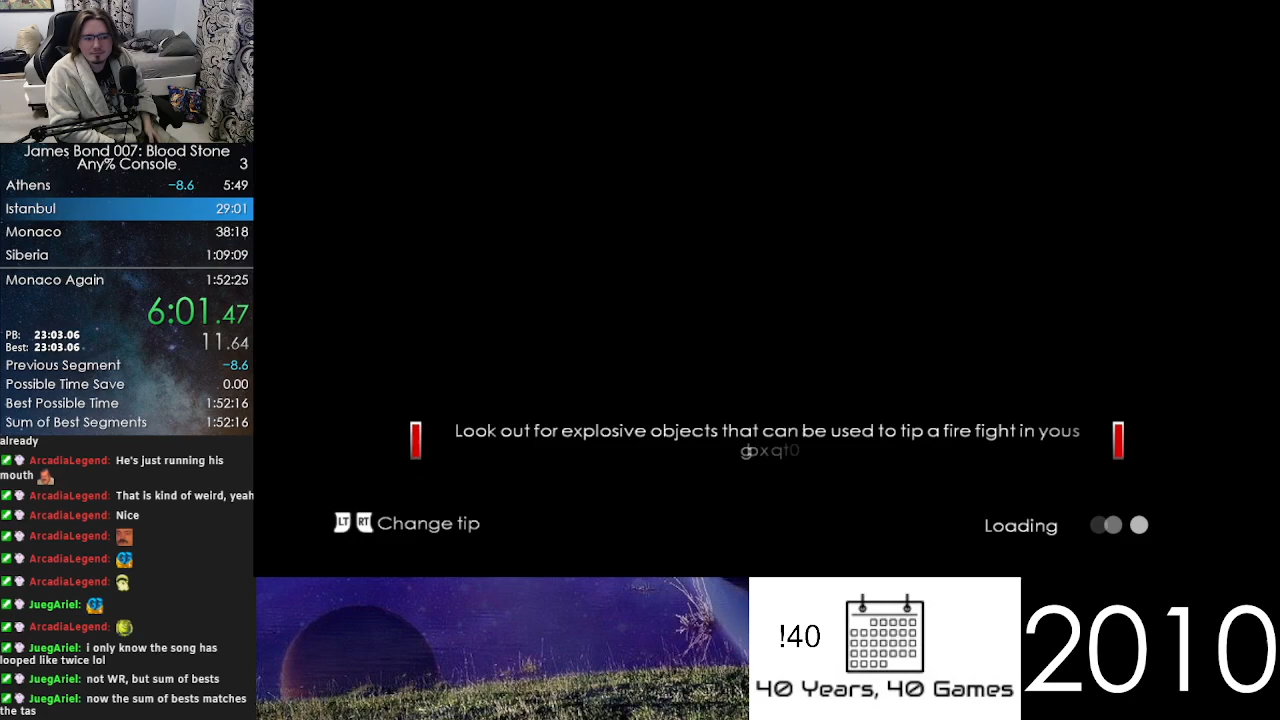 James Bond 007: Blood Stone
Any% Console 3
Athens −8.6 5:49
Istanbul 29:01
Monaco 38:18
Siberia 1:09:09
Monaco Again 1:52:25
6:01.47
PB: 23:03.06
Best: 23:03.06
11.64
Previous Segment −8.6
Possible Time Save 0.00
Best Possible Time 1:52:16
Sum of Best Segments 1:52:16
already
ArcadiaLegend: He's just running his
mouth
ArcadiaLegend: That is kind of weird, yeah
ArcadiaLegend: Nice
ArcadiaLegend:
ArcadiaLegend:
ArcadiaLegend:
JuegAriel:
ArcadiaLegend:
JuegAriel: i only know the song has
looped like twice lol
JuegAriel: not WR, but sum of bests
JuegAriel: now the sum of bests matches
the tas
Look out for explosive objects that can be used to tip a fire fight in yous
LT RT Change tip
Loading
!40
40 Years, 40 Games
2010